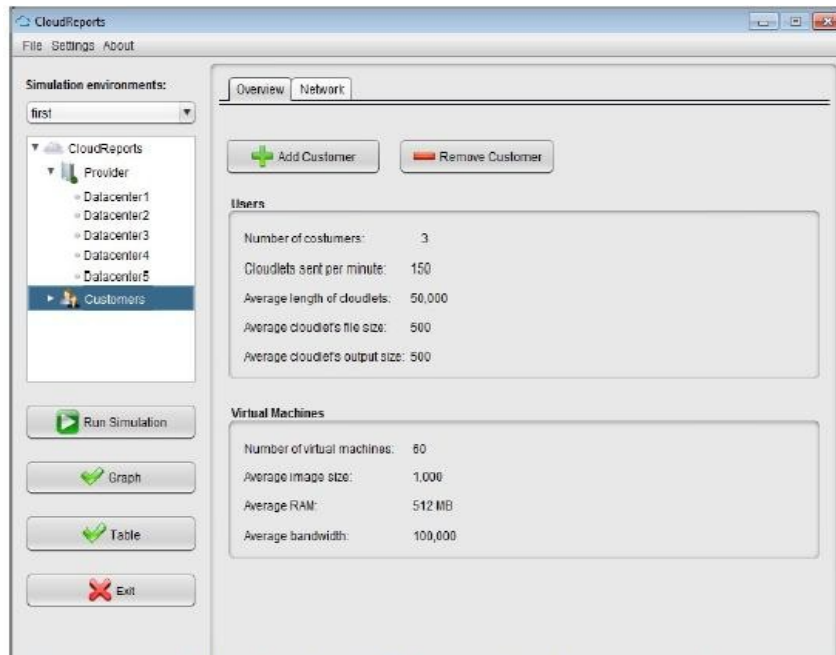 CloudReports
File Settings About
Simulation environments:
first
CloudReports
Provider
Datacenter1
Datacenter2
Datacenter3
Datacenter4
Datacenter5
Customers
Run Simulation
Graph
Table
Exit
Overview Network
Add Customer Remove Customer
Users
Number of costumers: 3
Cloudlets sent per minute: 150
Average length of cloudlets: 50,000
Average cloudlet's file size: 500
Average cloudlet's output size: 500
Virtual Machines
Number of virtual machines: 60
Average image size: 1,000
Average RAM: 512 MB
Average bandwidth: 100,000